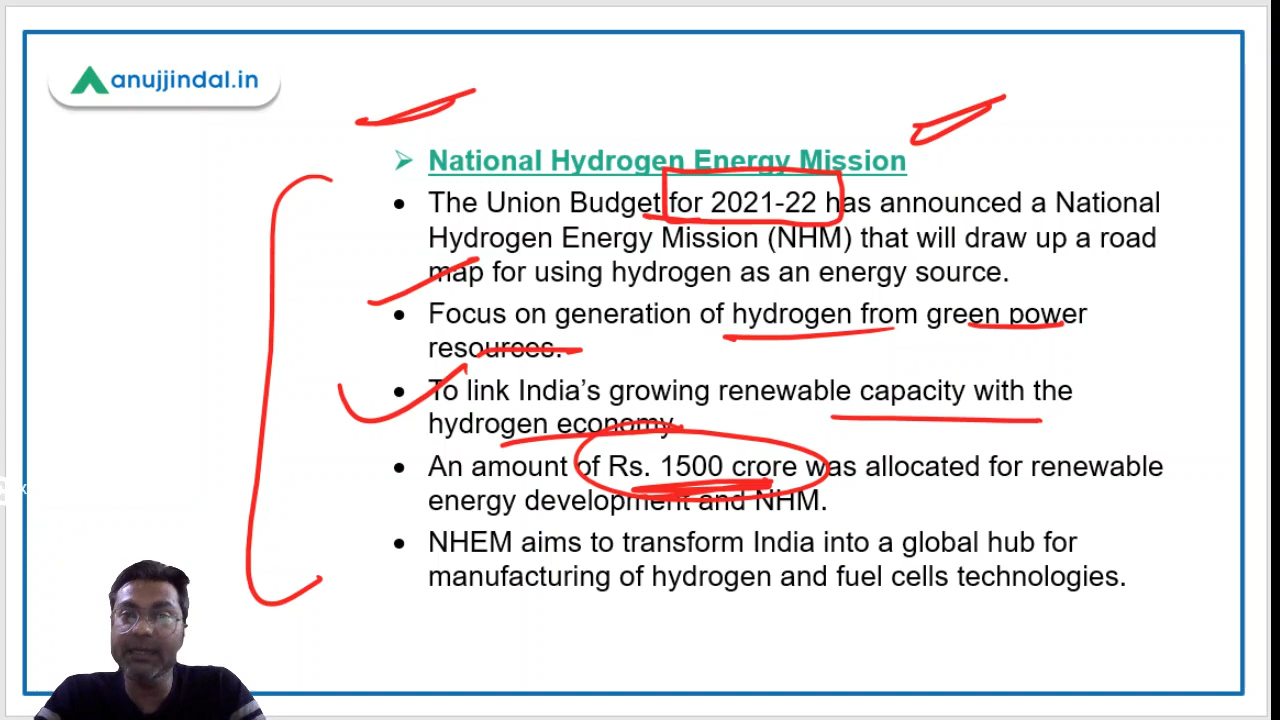 anujjindal.in
➢ National Hydrogen Energy Mission
• The Union Budget for 2021-22 has announced a National
Hydrogen Energy Mission (NHM) that will draw up a road
map for using hydrogen as an energy source.
• Focus on generation of hydrogen from green power
resources.
• To link India's growing renewable capacity with the
hydrogen economy.
• An amount of Rs. 1500 crore was allocated for renewable
energy development and NHM.
• NHEM aims to transform India into a global hub for
manufacturing of hydrogen and fuel cells technologies.